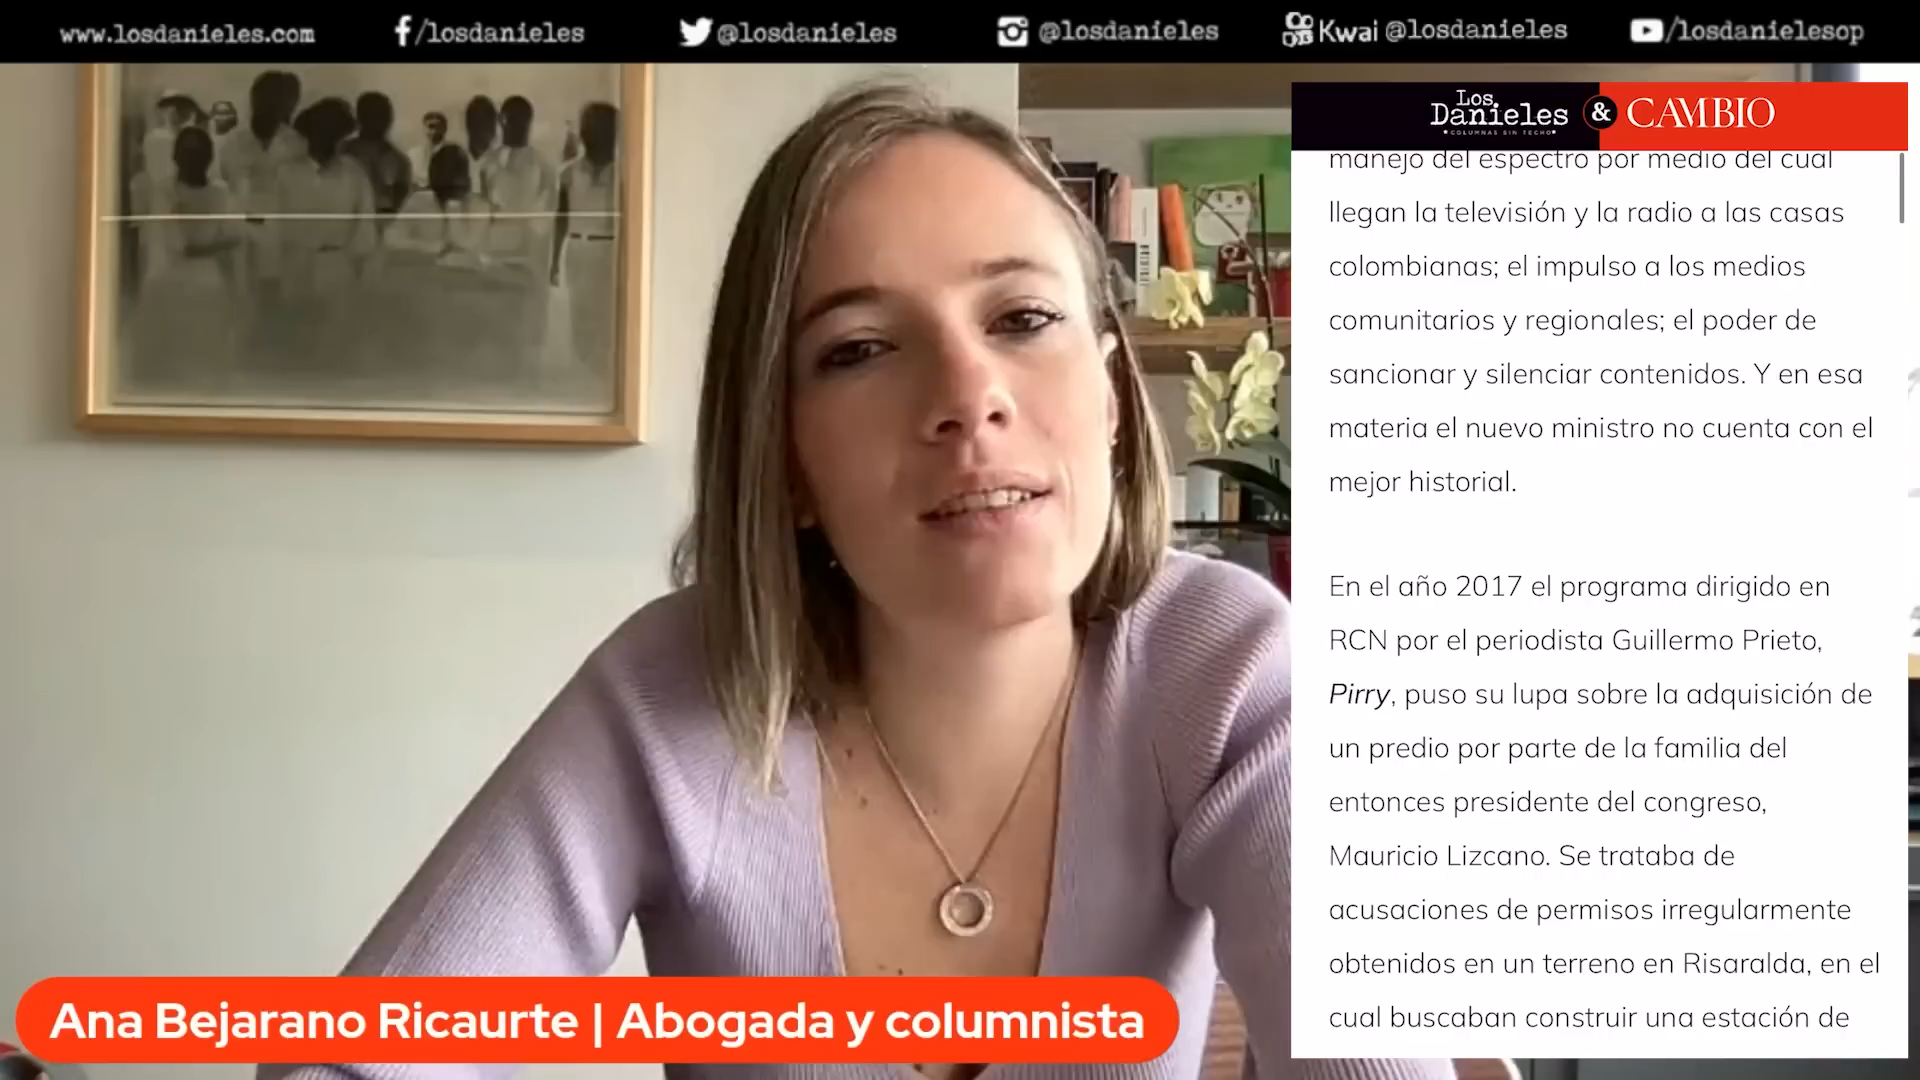 www.losdanieles.com
/losdanieles
@losdanieles
@losdanieles
Kwai @losdanieles
/losdanielesop
Los
Danieles & CAMBIO
COLUMNAS SIN TECHO
manejo del espectro por medio del cual
llegan la televisión y la radio a las casas
colombianas; el impulso a los medios
comunitarios y regionales; el poder de
sancionar y silenciar contenidos. Y en esa
materia el nuevo ministro no cuenta con el
mejor historial.
En el año 2017 el programa dirigido en
RCN por el periodista Guillermo Prieto,
Pirry, puso su lupa sobre la adquisición de
un predio por parte de la familia del
entonces presidente del congreso,
Mauricio Lizcano. Se trataba de
acusaciones de permisos irregularmente
obtenidos en un terreno en Risaralda, en el
cual buscaban construir una estación de
Ana Bejarano Ricaurte | Abogada y columnista